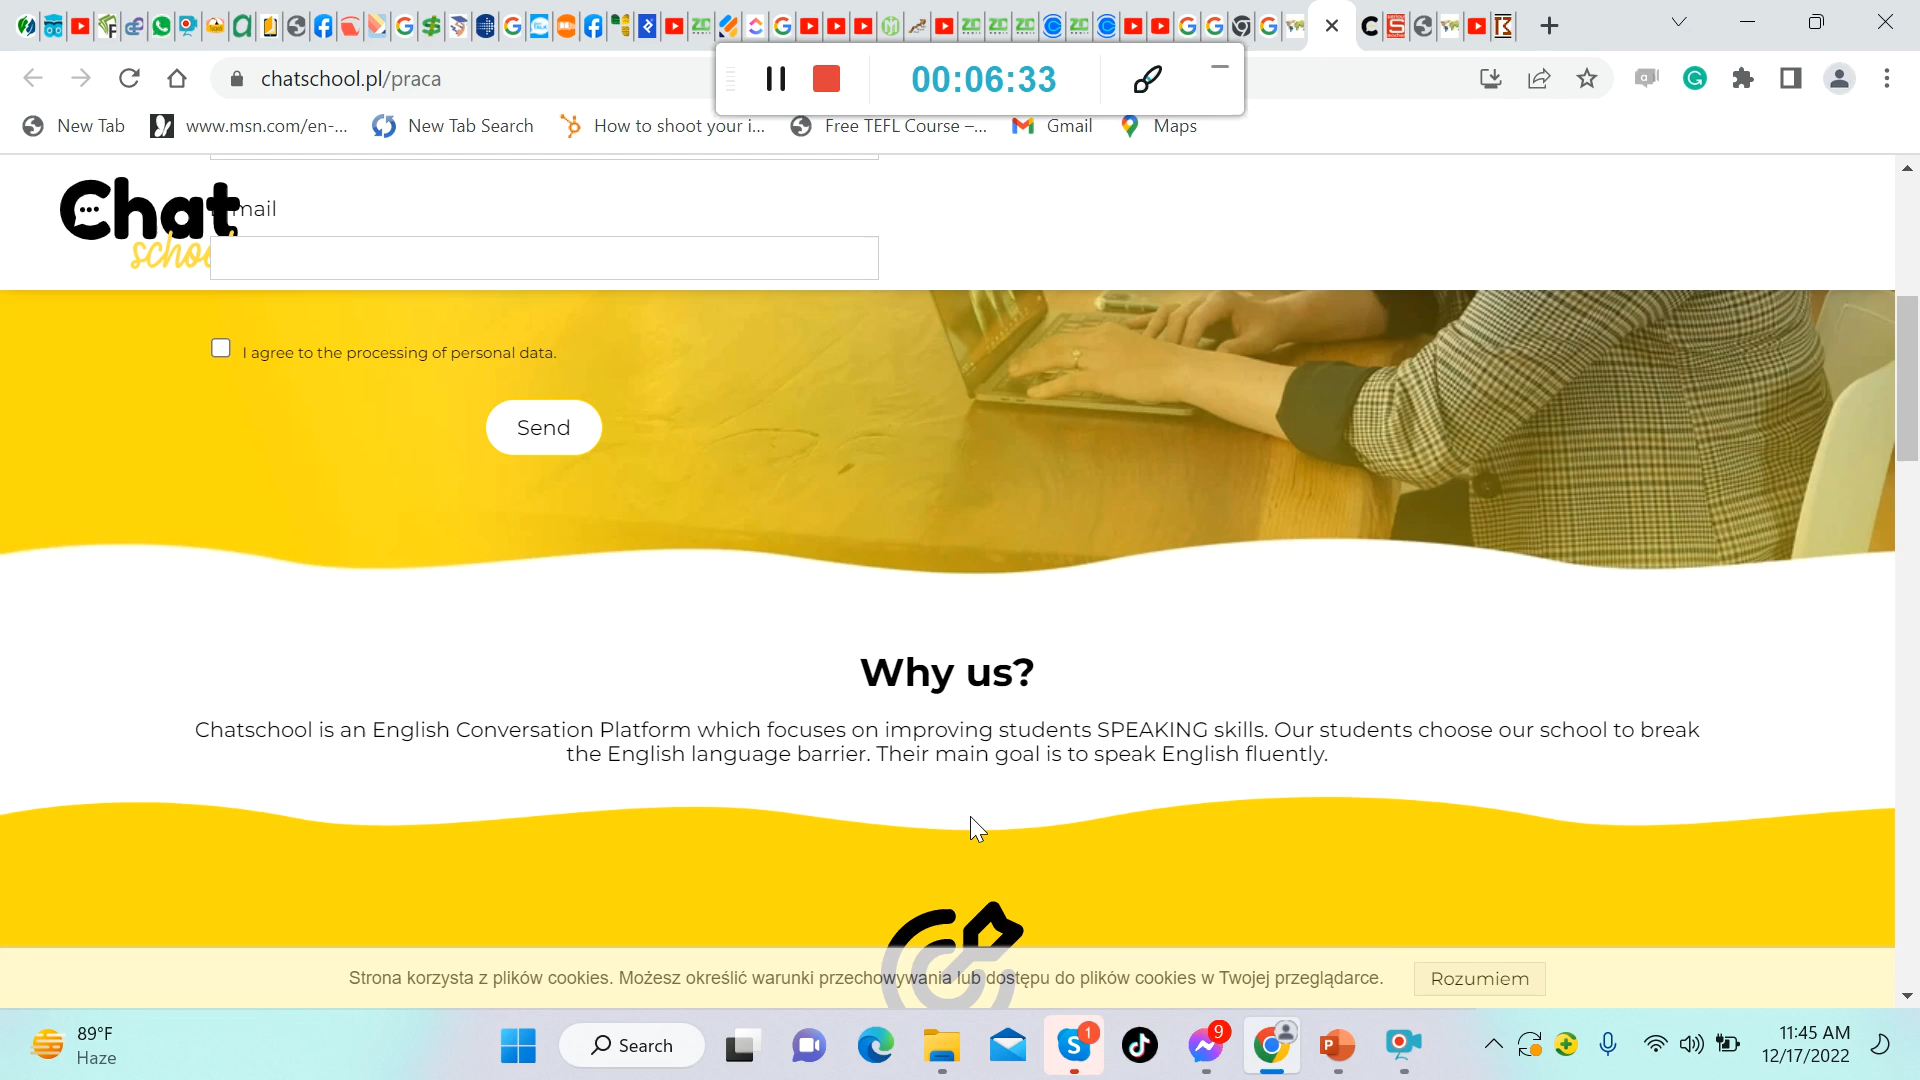 chatschool.pl/praca
00:06:33
New Tab
www.msn.com/en-...
New Tab Search
How to shoot your i...
Free TEFL Course –...
Gmail
Maps
Chat
school
mail
I agree to the processing of personal data.
Send
Why us?
Chatschool is an English Conversation Platform which focuses on improving students SPEAKING skills. Our students choose our school to break
the English language barrier. Their main goal is to speak English fluently.
Strona korzysta z plików cookies. Możesz określić warunki przechowywania lub dostępu do plików cookies w Twojej przeglądarce.
Rozumiem
89°F
Haze
Search
1
9
11:45 AM
12/17/2022